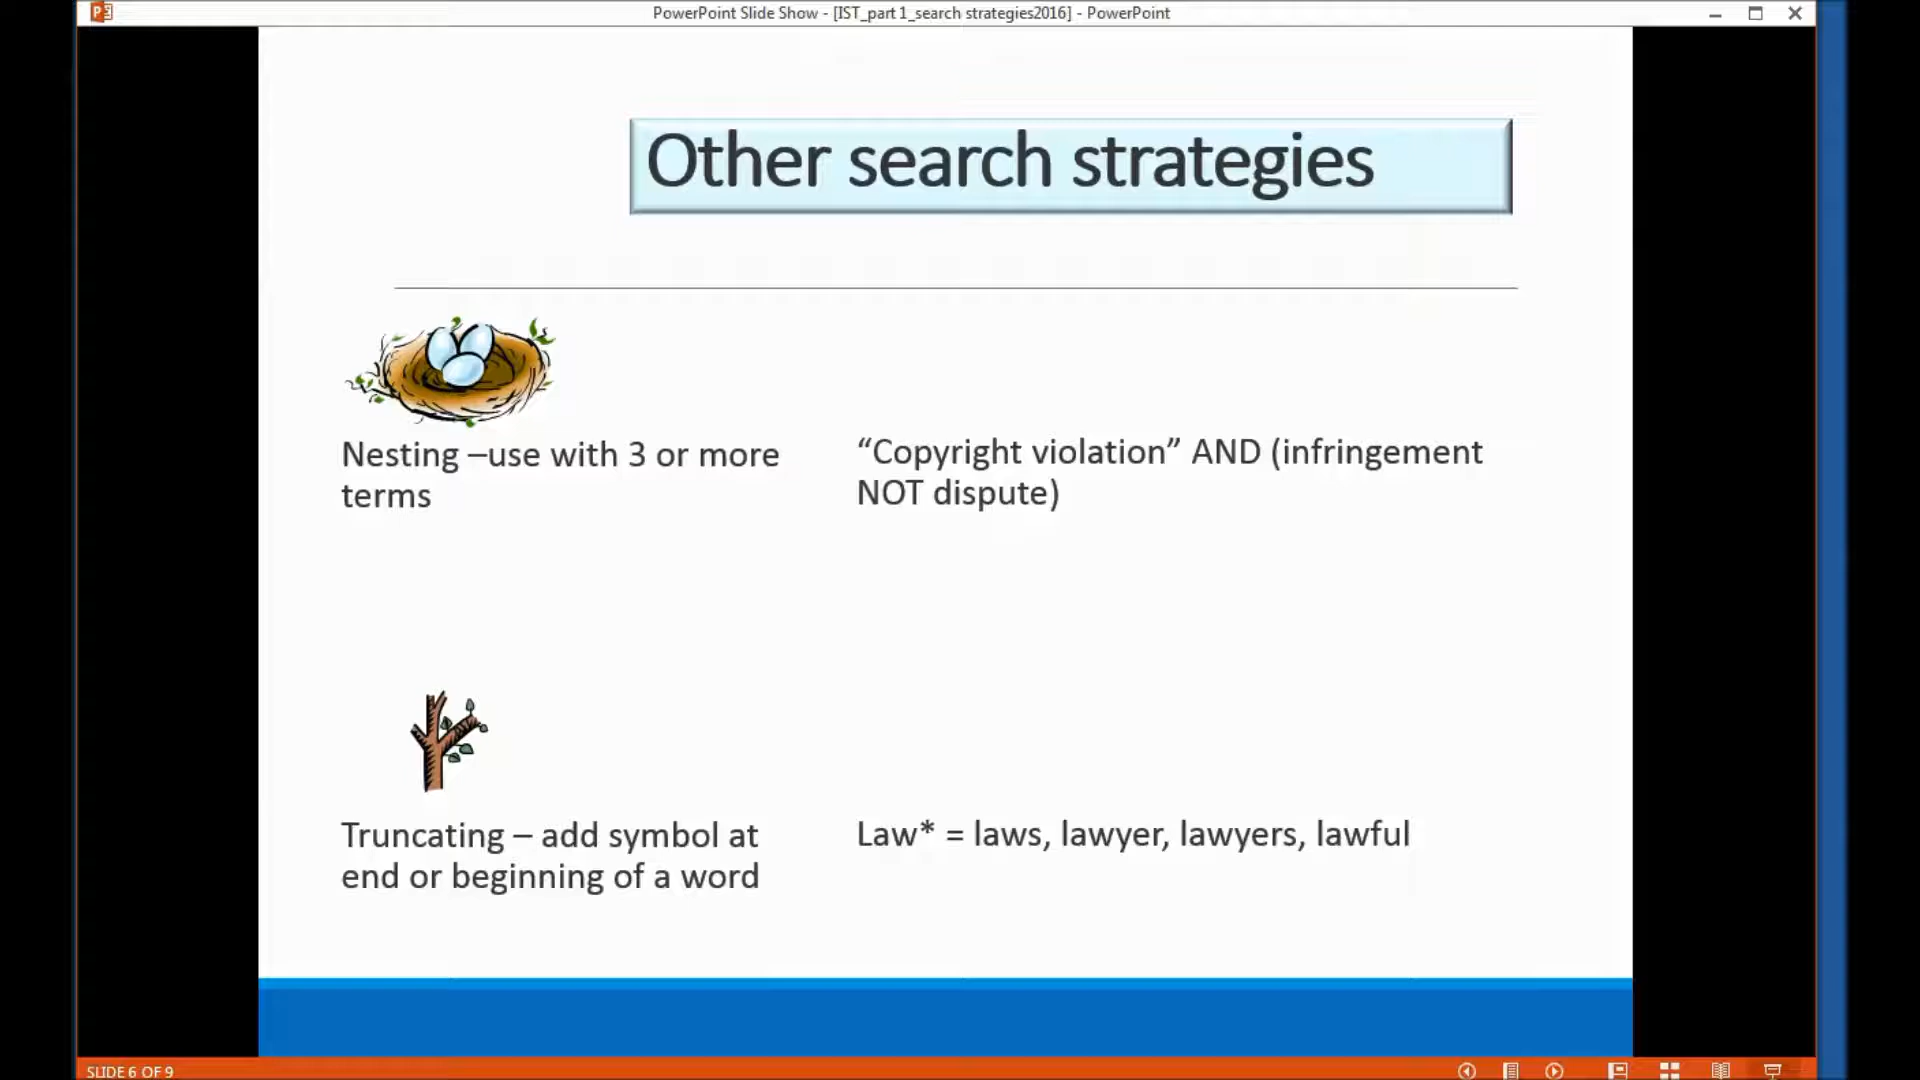 PowerPoint Slide Show - [IST_part 1_search strategies2016] - PowerPoint
Other search strategies
Nesting –use with 3 or more
terms
“Copyright violation” AND (infringement
NOT dispute)
Truncating – add symbol at
end or beginning of a word
Law* = laws, lawyer, lawyers, lawful
SLIDE 6 OF 9